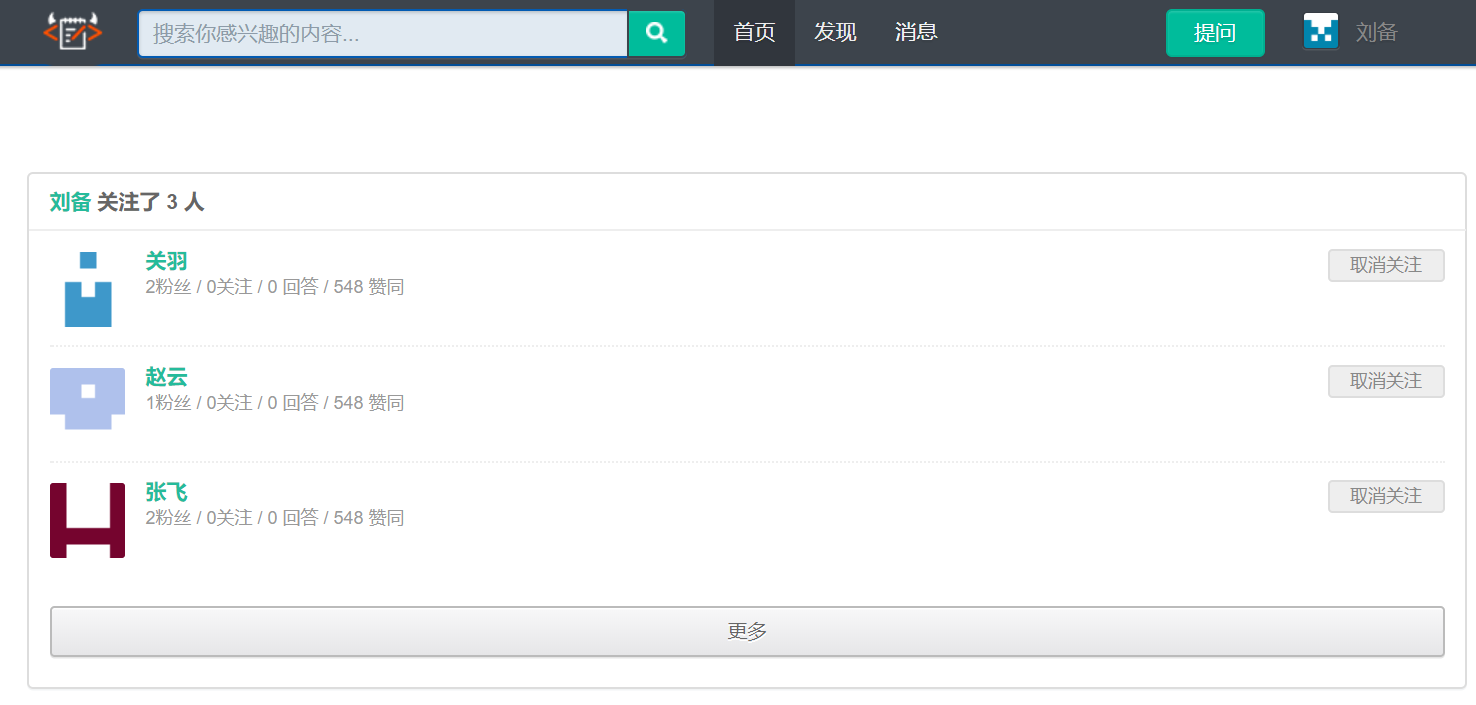 搜索你感兴趣的内容... 首页 发现 消息 提问 刘备
刘备 关注了 3 人
关羽 取消关注
2粉丝 / 0关注 / 0 回答 / 548 赞同
赵云 取消关注
1粉丝 / 0关注 / 0 回答 / 548 赞同
张飞 取消关注
2粉丝 / 0关注 / 0 回答 / 548 赞同
更多